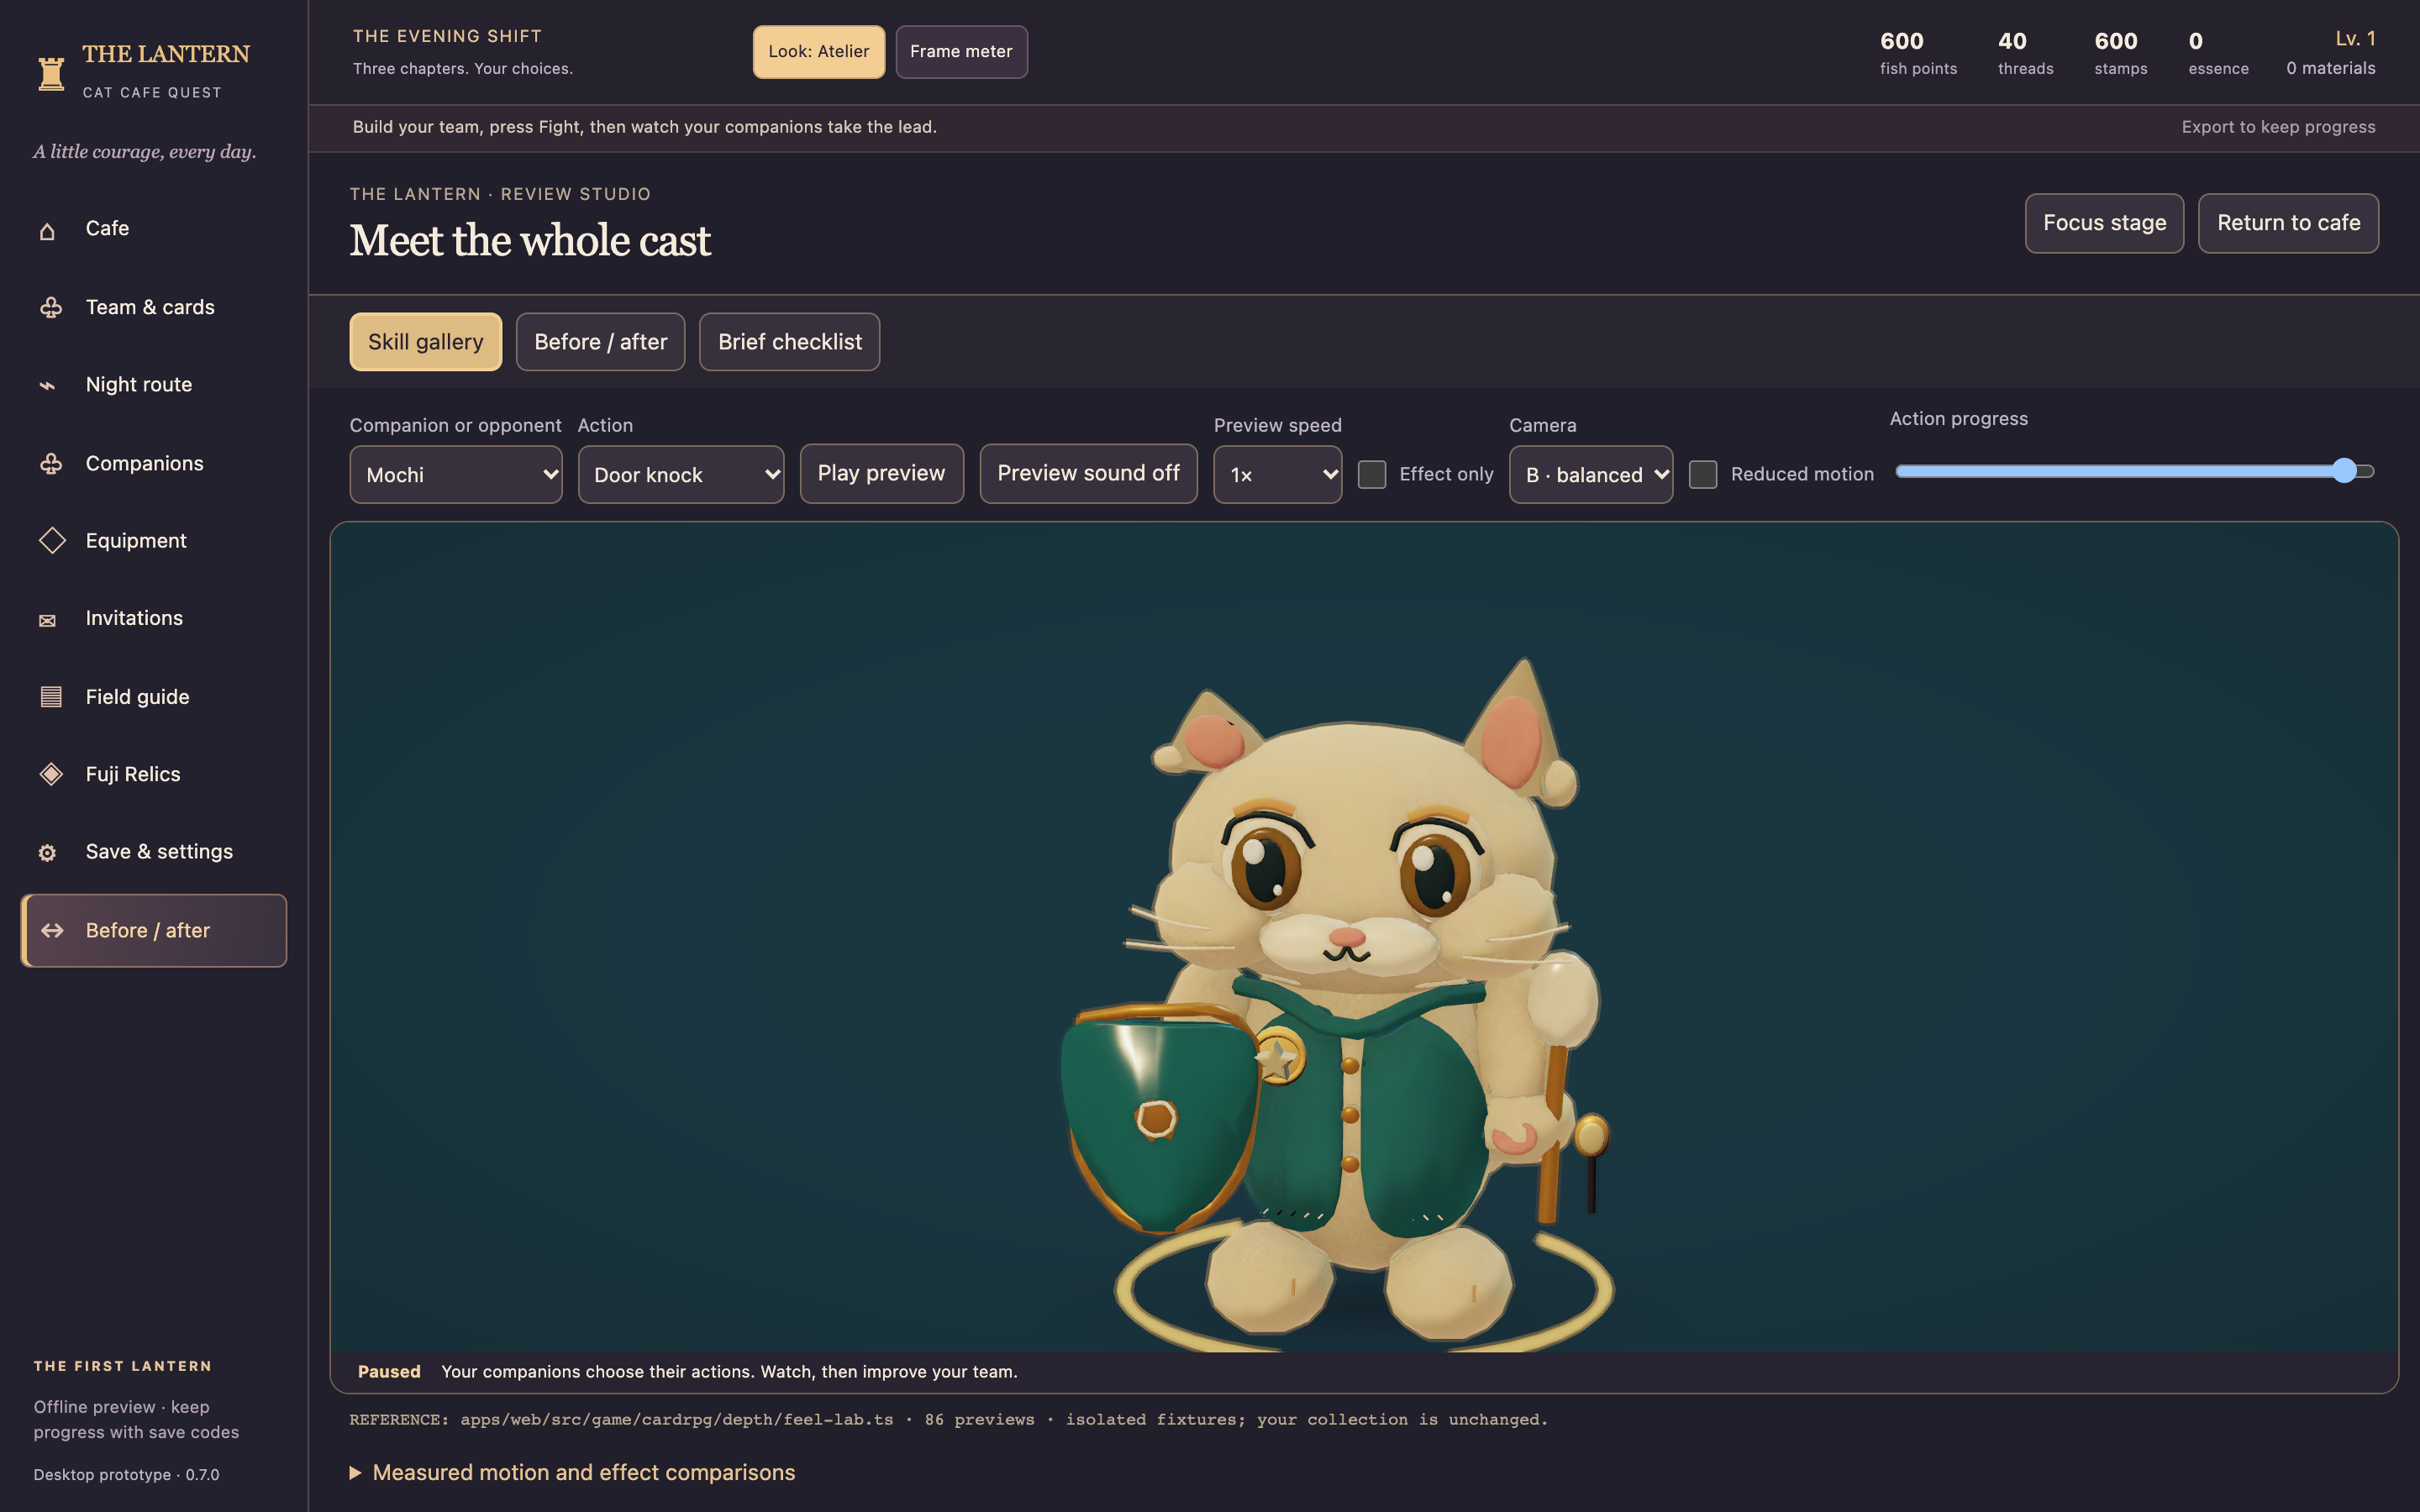 THE LANTERN
CAT CAFE QUEST
A little courage, every day.
Cafe
Team & cards
Night route
Companions
Equipment
Invitations
Field guide
Fuji Relics
Save & settings
Before / after
THE FIRST LANTERN
Offline preview · keep
progress with save codes
Desktop prototype · 0.7.0
THE EVENING SHIFT
Three chapters. Your choices.
Look: Atelier
Frame meter
600 fish points
40 threads
600 stamps
0 essence
Lv. 1
0 materials
Build your team, press Fight, then watch your companions take the lead.
Export to keep progress
THE LANTERN · REVIEW STUDIO
Meet the whole cast
Focus stage
Return to cafe
Skill gallery
Before / after
Brief checklist
Companion or opponent
Mochi
Action
Door knock
Play preview
Preview sound off
Preview speed
1×
Effect only
Camera
B · balanced
Reduced motion
Action progress
Paused Your companions choose their actions. Watch, then improve your team.
REFERENCE: apps/web/src/game/cardrpg/depth/feel-lab.ts · 86 previews · isolated fixtures; your collection is unchanged.
Measured motion and effect comparisons